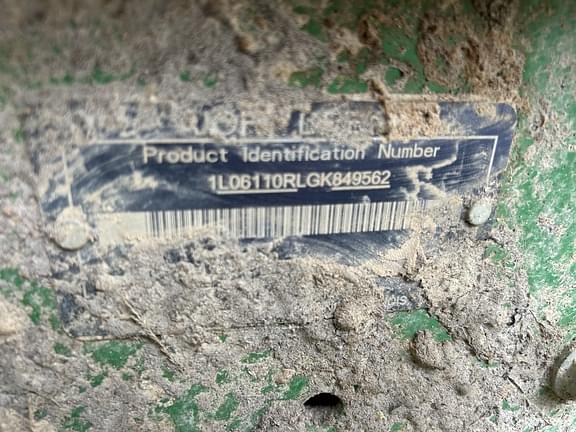 Product Identification Number
1L06110RLGK849562